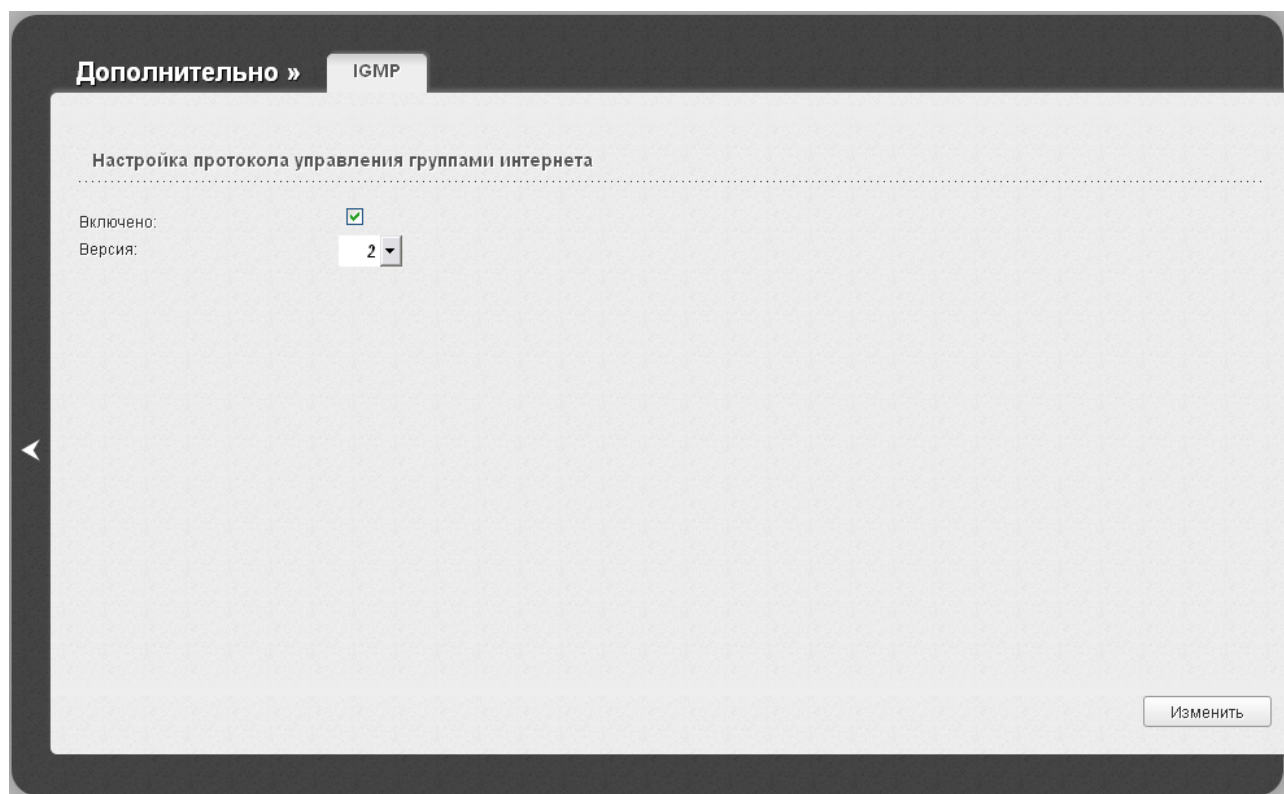 Дополнительно » IGMP
Настройка протокола управления группами интернета
Включено:
Версия: 2
Изменить